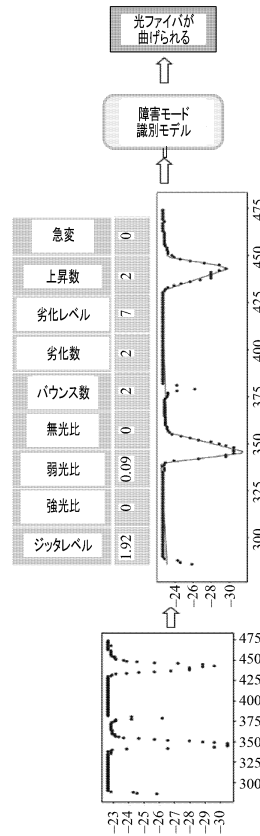 光ファイバが
曲げられる
障害モード
識別モデル
ジッタレベル
強光比
弱光比
無光比
バウンス数
劣化数
劣化レベル
上昇数
急変
1.92
0
0.09
0
2
2
7
2
0
-24
-26
-28
-30
300
325
350
375
400
425
450
475
-23
-24
-25
-26
-27
-28
-29
-30
300
325
350
375
400
425
450